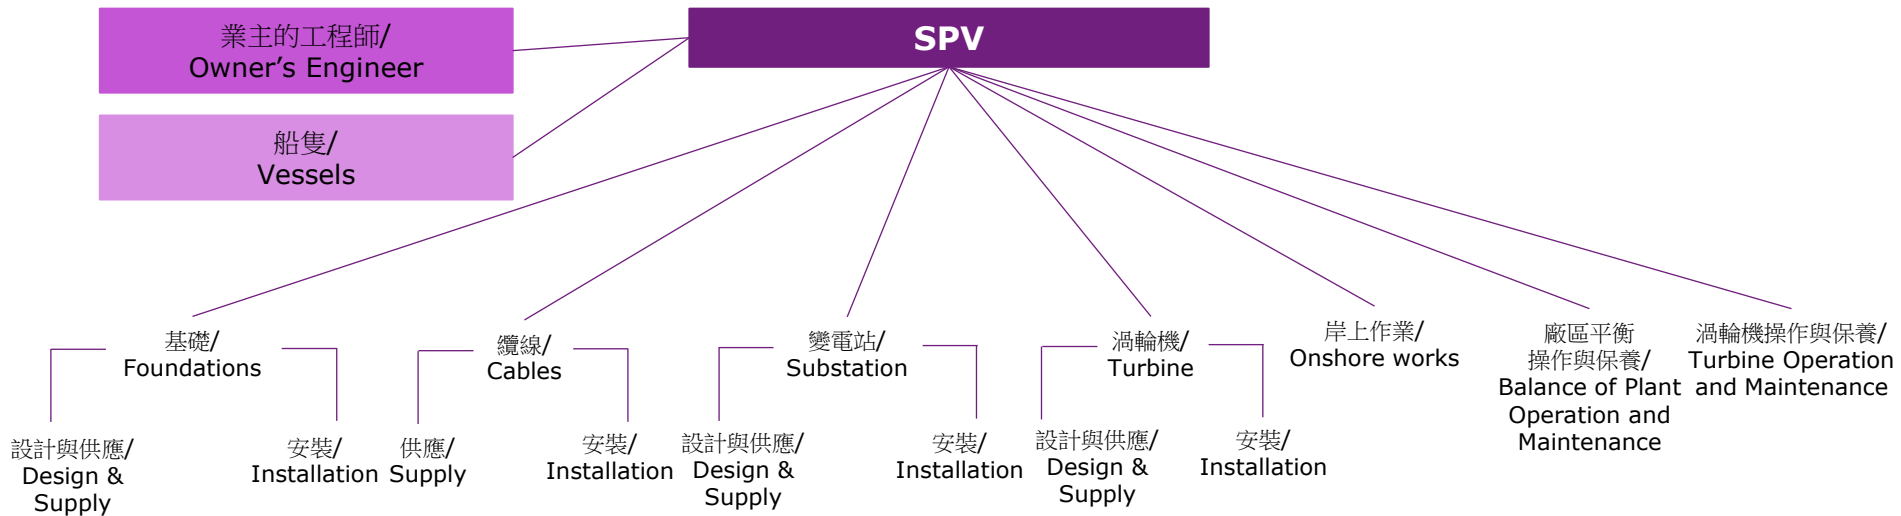 業主的工程師/
Owner's Engineer
SPV
船隻/
Vessels
基礎/
Foundations
纜線/
Cables
變電站/
Substation
渦輪機/
Turbine
岸上作業/
Onshore works
廠區平衡
操作與保養/
Balance of Plant
Operation and
Maintenance
渦輪機操作與保養/
Turbine Operation
and Maintenance
設計與供應/
Design &
Supply
安裝/
Installation
供應/
Supply
安裝/
Installation
設計與供應/
Design &
Supply
安裝/
Installation
設計與供應/
Design &
Supply
安裝/
Installation